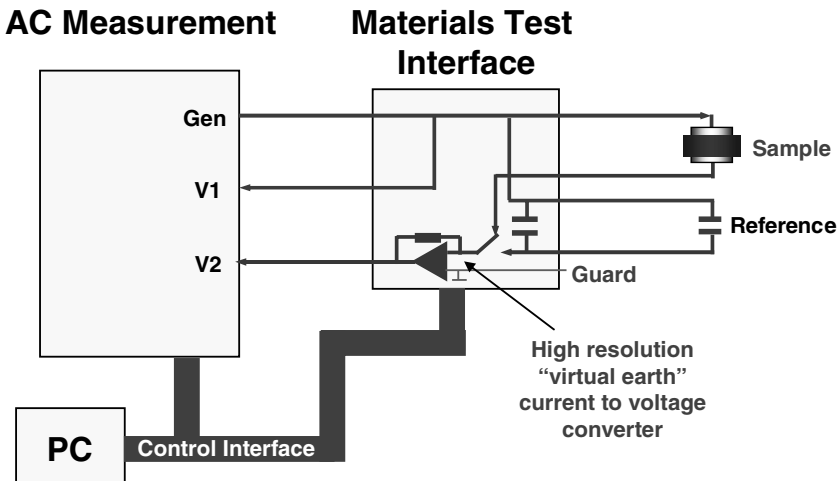 AC Measurement
Materials Test
Interface
Gen
Sample
V1
Reference
V2
Guard
High resolution
“virtual earth”
current to voltage
converter
PC
Control Interface